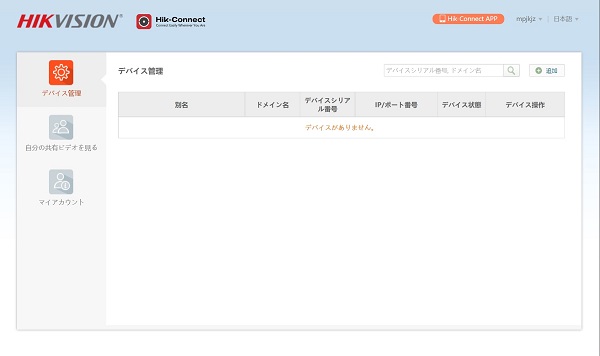 HIKVISION®
Hik-Connect
Connect Easily Wherever You Are
Hik-Connect APP
mpjkjz
日本語
デバイス管理
自分の共有ビデオを観る
マイアカウント
デバイス管理
デバイスシリアル番号, ドメイン名
追加
別名
ドメイン名
デバイスシリア
ル番号
IP/ポート番号
デバイス状態
デバイス操作
デバイスがありません。